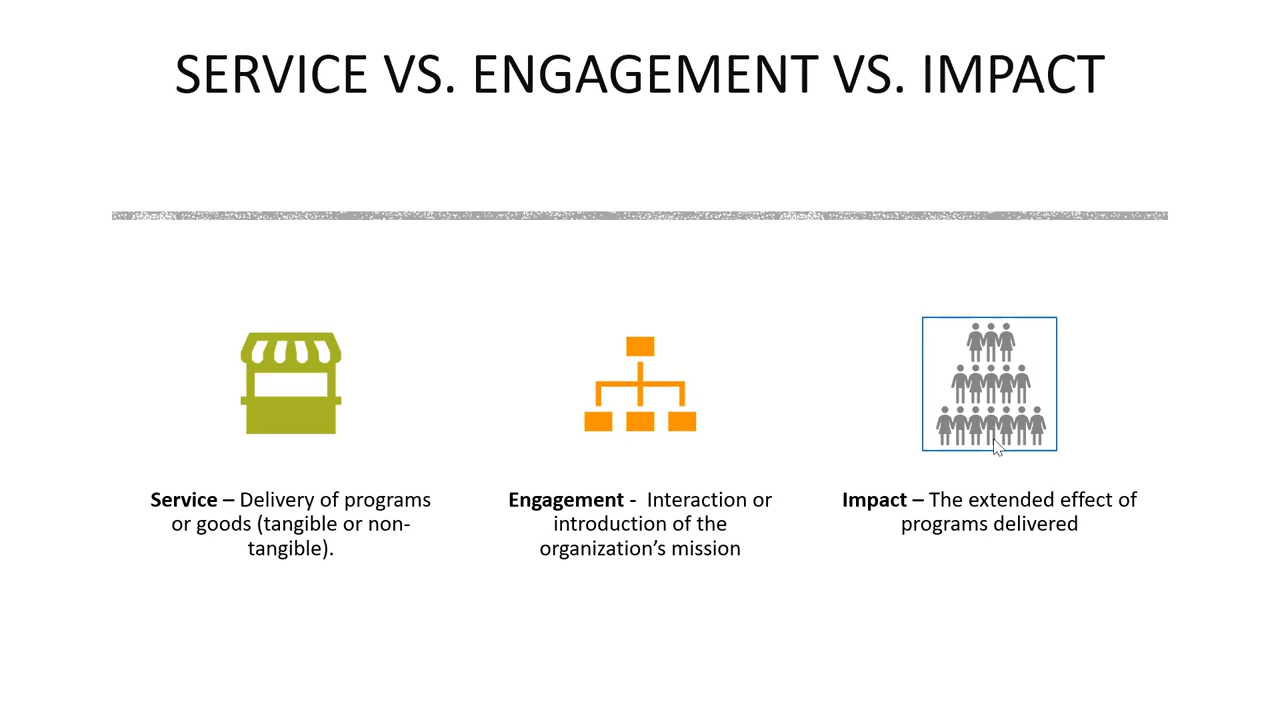 SERVICE VS. ENGAGEMENT VS. IMPACT
Service – Delivery of programs
or goods (tangible or non-
tangible).
Engagement -  Interaction or
introduction of the
organization’s mission
Impact – The extended effect of
programs delivered